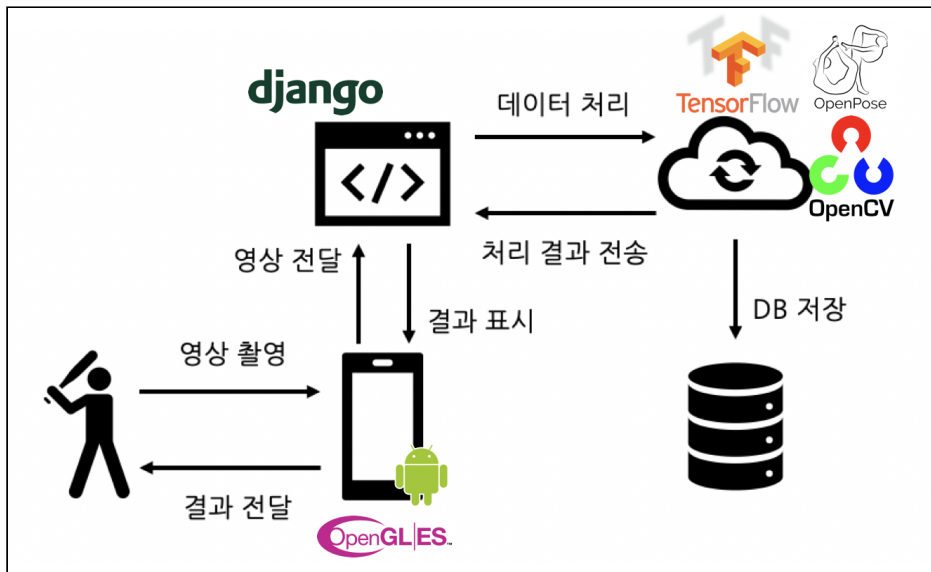 django
TensorFlow
OpenPose
데이터 처리
</>
OpenCV
처리 결과 전송
영상 전달
결과 표시
DB 저장
영상 촬영
결과 전달
OpenGL|ES™